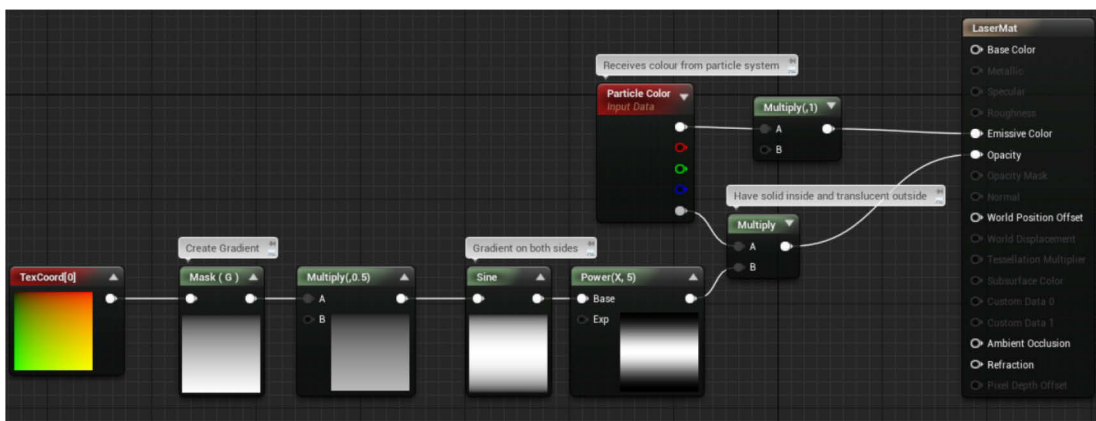 LaserMat
Base Color
Metallic
Specular
Roughness
Emissive Color
Opacity
Opacity Mask
Normal
World Position Offset
World Displacement
Tessellation Multiplier
Subsurface Color
Custom Data 0
Custom Data 1
Ambient Occlusion
Refraction
Pixel Depth Offset
Receives colour from particle system
Particle Color
Input Data
Multiply(,1)
A
B
Have solid inside and translucent outside
Multiply
A
B
Create Gradient
Gradient on both sides
TexCoord[0]
Mask ( G )
Multiply(,0.5)
A
B
Sine
Power(X, 5)
Base
Exp